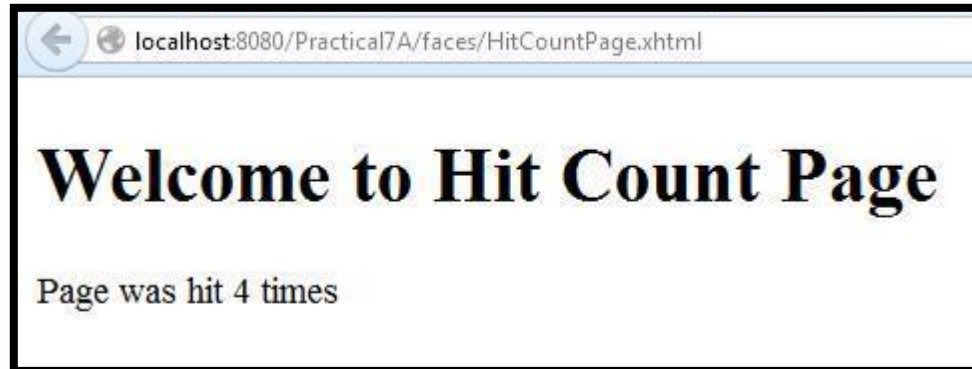 localhost:8080/Practical7A/faces/HitCountPage.xhtml
Welcome to Hit Count Page
Page was hit 4 times